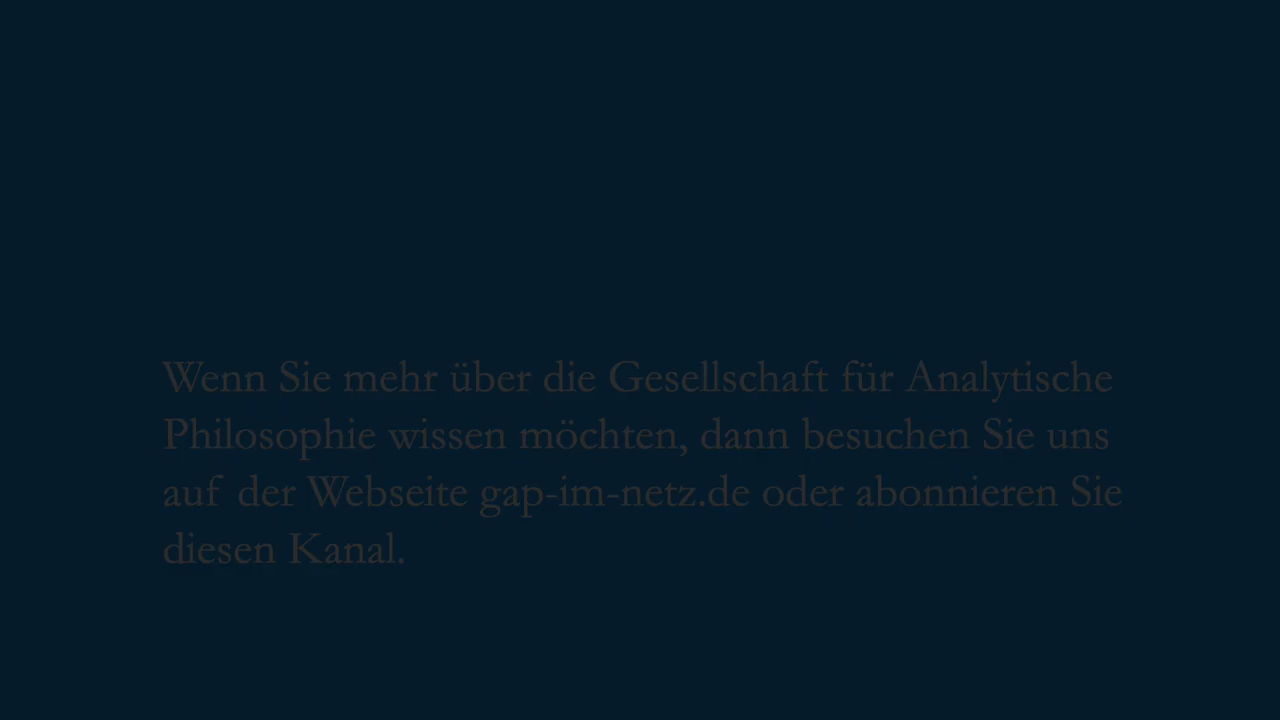 Wenn Sie mehr über die Gesellschaft für Analytische
Philosophie wissen möchten, dann besuchen Sie uns
auf der Webseite gap-im-netz.de oder abonnieren Sie
diesen Kanal.